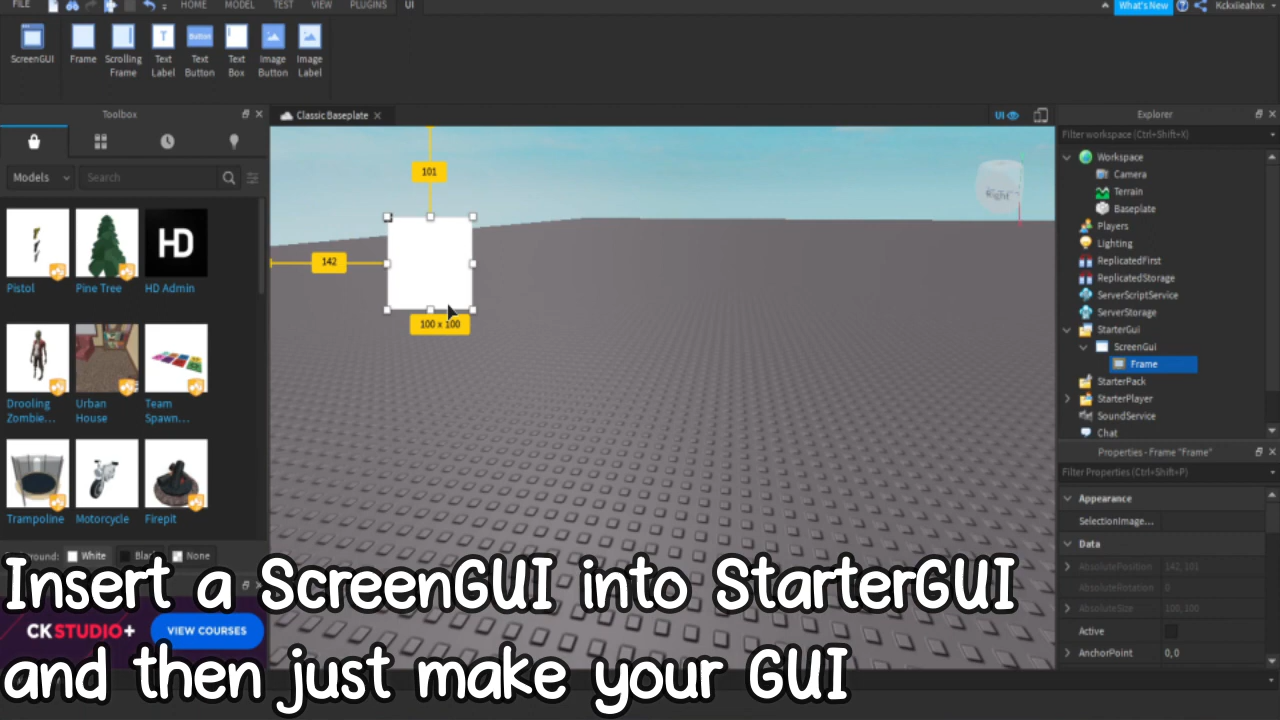 FILE
HOME
MODEL
TEST
VIEW
PLUGINS
UI
What's New
Kckxiieahxx
ScreenGUI
Frame
Scrolling
Frame
Text
Label
Text
Button
Text
Box
Image
Button
Image
Label
Button
Toolbox
Classic Baseplate
UI
Explorer
Models
Search
Filter workspace (Ctrl+Shift+X)
Pistol
Pine Tree
HD Admin
HD
Drooling
Zombie...
Urban
House
Team
Spawn...
Trampoline
Motorcycle
Firepit
White
None
101
142
100 x 100
Right
Workspace
Camera
Terrain
Baseplate
Players
Lighting
ReplicatedFirst
ReplicatedStorage
ServerScriptService
ServerStorage
StarterGui
ScreenGui
Frame
StarterPack
StarterPlayer
SoundService
Chat
Properties - Frame "Frame"
Filter Properties (Ctrl+Shift+P)
Appearance
SelectionImage...
Data
AbsolutePosition 142, 101
AbsoluteRotation 0
AbsoluteSize 100, 100
Active
AnchorPoint 0,0
CKSTUDIO+
VIEW COURSES
Insert a ScreenGUI into StarterGUI
and then just make your GUI